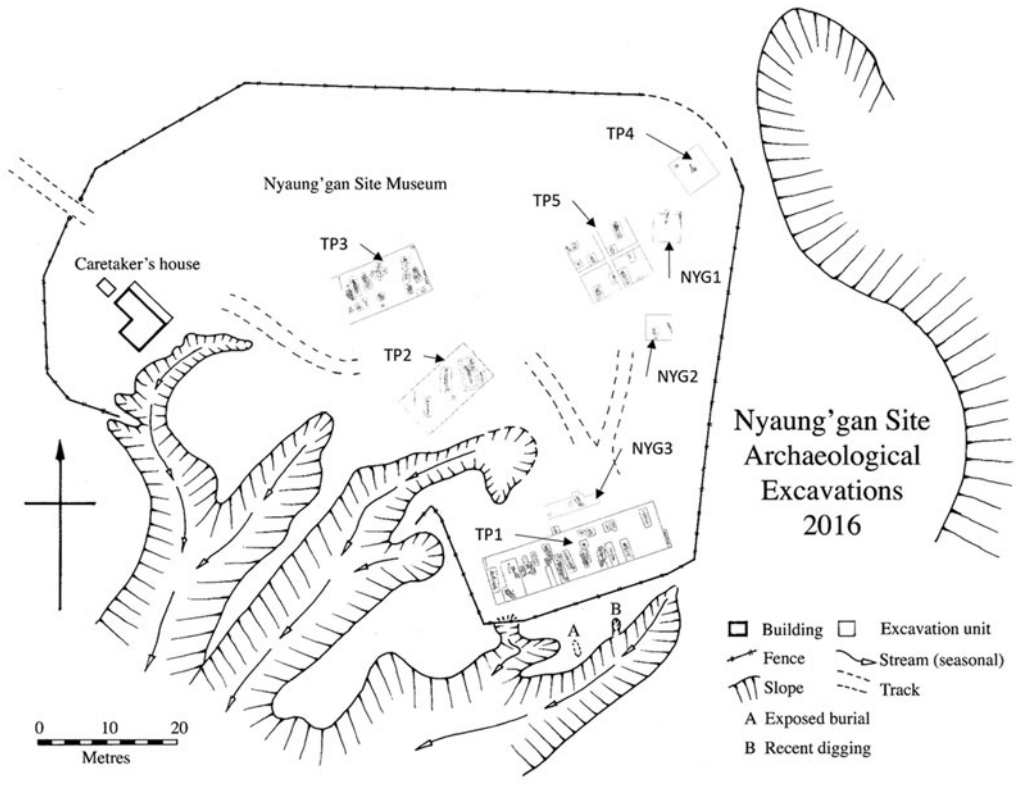 TP4
Nyaung'gan Site Museum
TP5
TP3
Caretaker's house
NYG1
TP2
NYG2
Nyaung'gan Site
Archaeological
Excavations
2016
NYG3
TP1
B
A
Building
Excavation unit
Fence
Stream (seasonal)
Slope
Track
A Exposed burial
B Recent digging
0 10 20
Metres